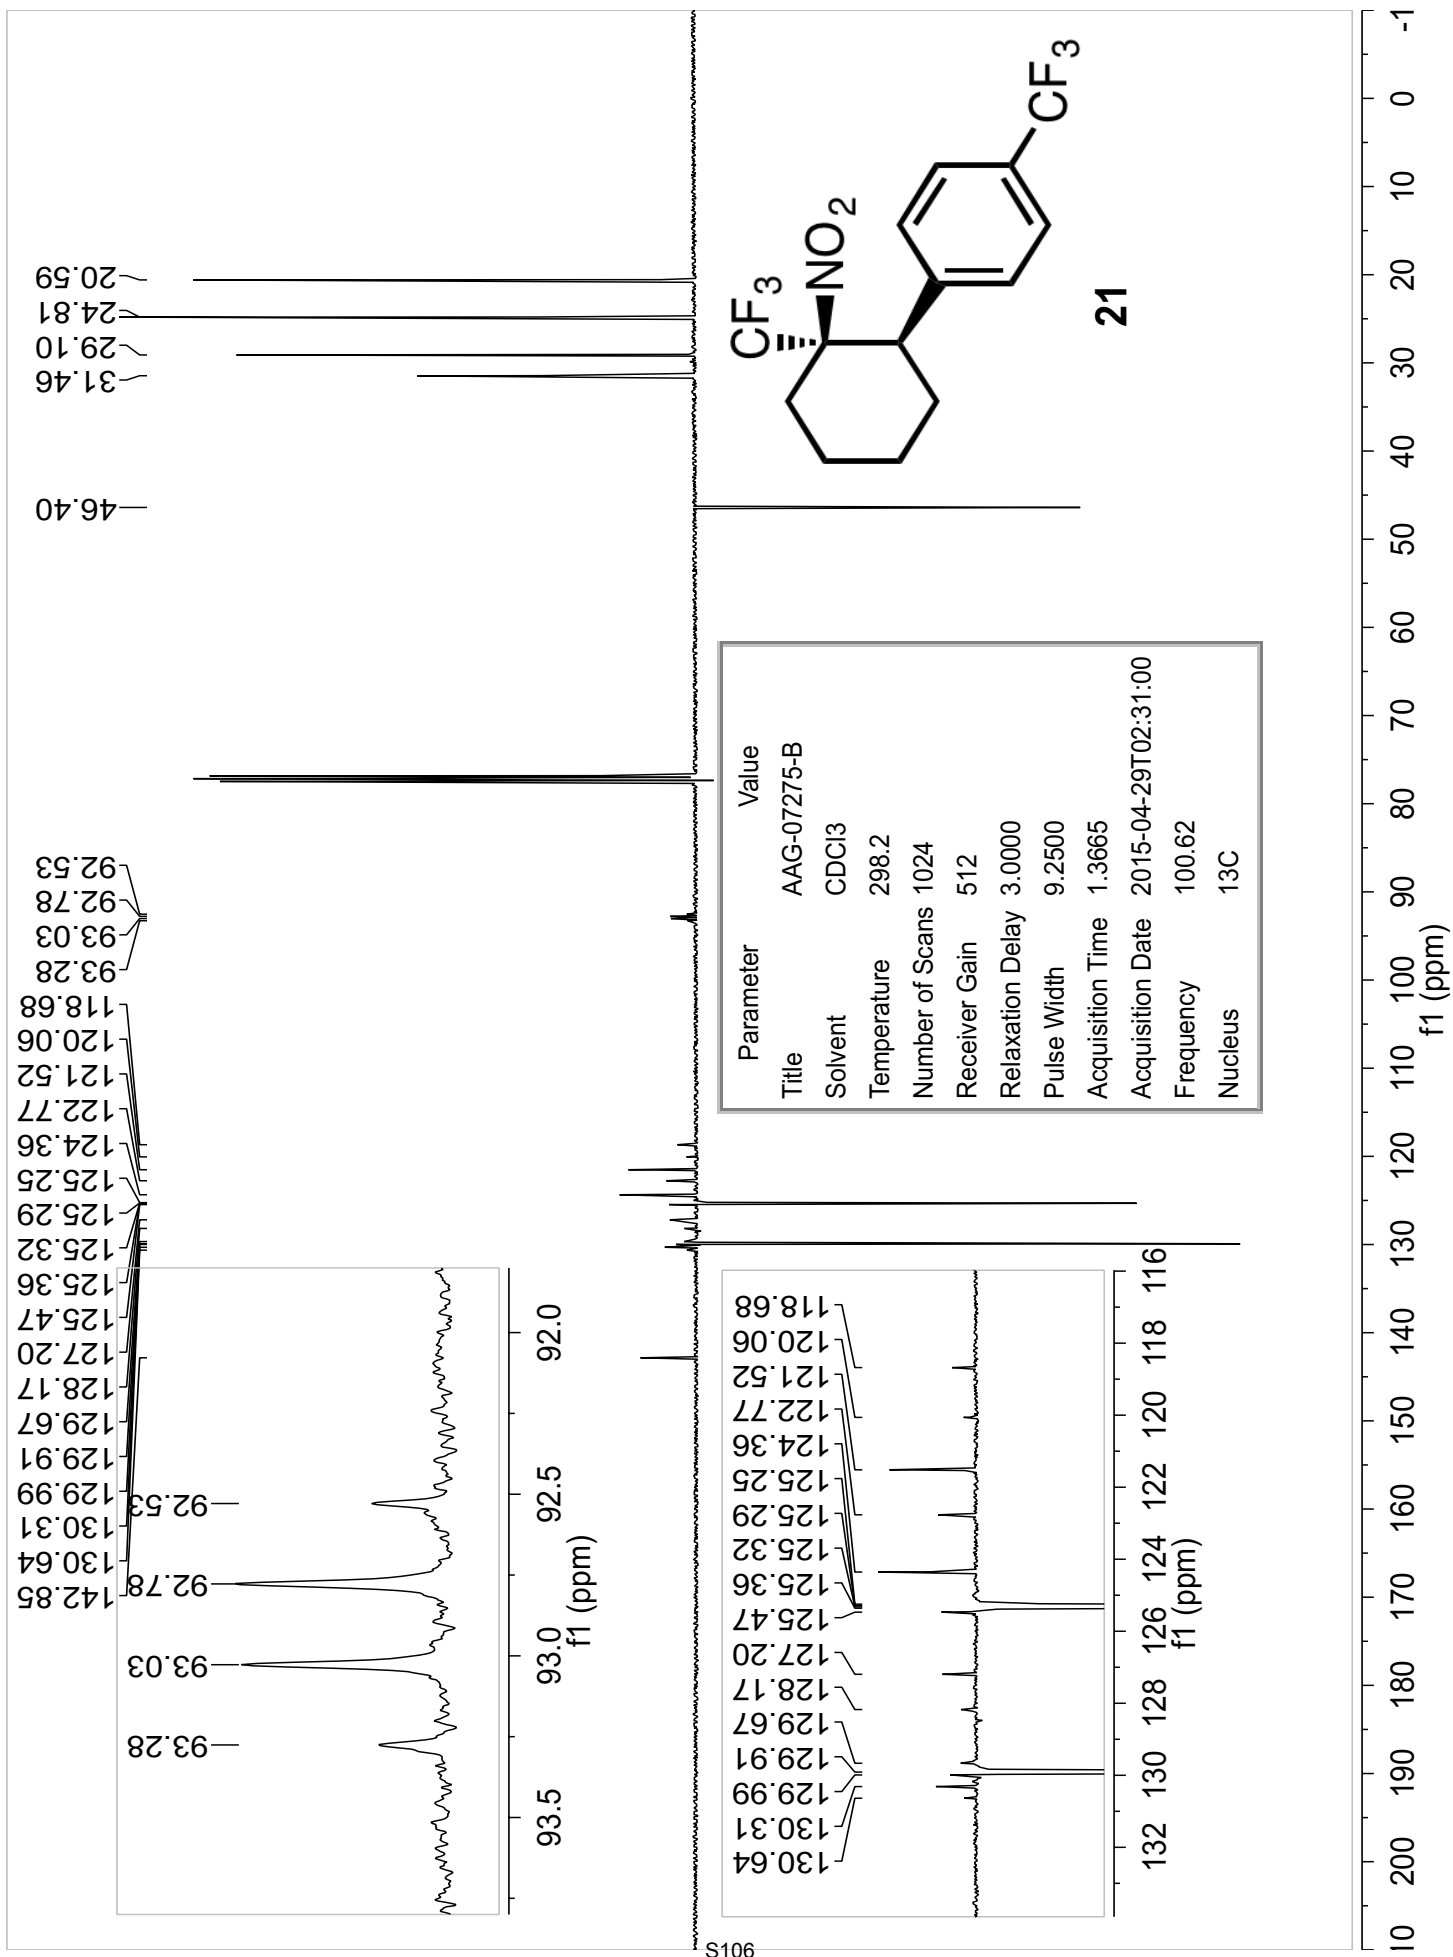 142.85
130.64
130.31
129.99
129.91
129.67
128.17
127.20
125.47
125.36
125.32
125.29
125.25
124.36
122.77
121.52
120.06
118.68
93.28
93.03
92.78
92.53
46.40
31.46
29.10
24.81
20.59
93.28
93.03
92.78
92.53
93.5 93.0 92.5 92.0
f1 (ppm)
130.64
130.31
129.99
129.91
129.67
128.17
127.20
125.47
125.36
125.32
125.29
125.25
124.36
122.77
121.52
120.06
118.68
132 130 128 126 124 122 120 118 116
f1 (ppm)
Parameter Value
Title AAG-07275-B
Solvent CDCl3
Temperature 298.2
Number of Scans 1024
Receiver Gain 512
Relaxation Delay 3.0000
Pulse Width 9.2500
Acquisition Time 1.3665
Acquisition Date 2015-04-29T02:31:00
Frequency 100.62
Nucleus 13C
CF3
NO2
CF3
21
10 200 190 180 170 160 150 140 130 120 110 100 90 80 70 60 50 40 30 20 10 0 -1
f1 (ppm)
S106